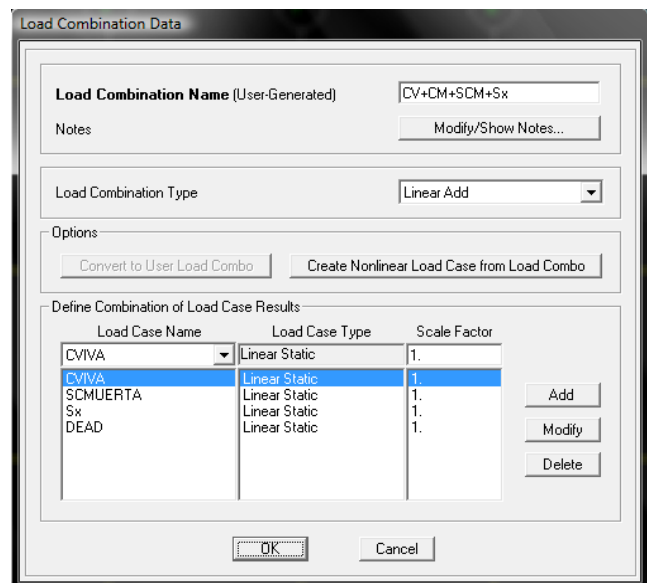 Load Combination Data
Load Combination Name (User-Generated) CV+CM+SCM+Sx
Notes Modify/Show Notes...
Load Combination Type Linear Add
Options
Convert to User Load Combo Create Nonlinear Load Case from Load Combo
Define Combination of Load Case Results
Load Case Name Load Case Type Scale Factor
CVIVA Linear Static 1.
CVIVA Linear Static 1.
SCMUERTA Linear Static 1.
Sx Linear Static 1.
DEAD Linear Static 1.
Add
Modify
Delete
OK Cancel